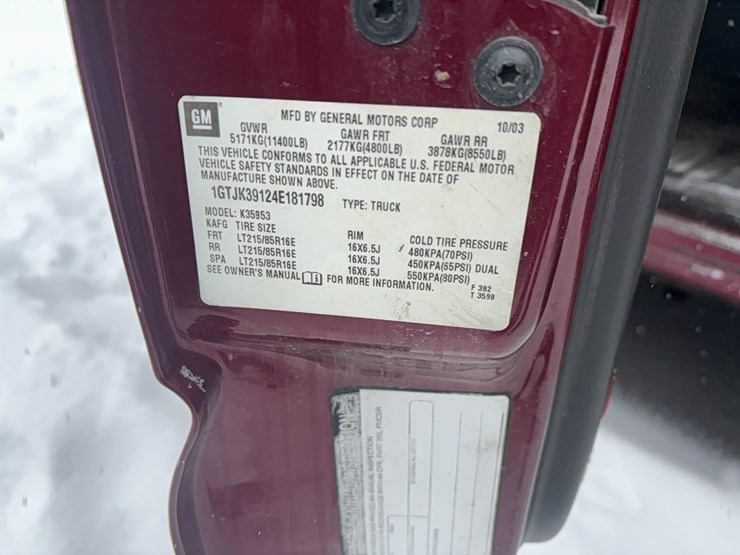 GM
MFD BY GENERAL MOTORS CORP 10/03
GVWR GAWR FRT GAWR RR
5171KG(11400LB) 2177KG(4800LB) 3878KG(8550LB)
THIS VEHICLE CONFORMS TO ALL APPLICABLE U.S. FEDERAL MOTOR
VEHICLE SAFETY STANDARDS IN EFFECT ON THE DATE OF
MANUFACTURE SHOWN ABOVE.
1GTJK39124E181798 TYPE: TRUCK
MODEL: K35953
KAFG TIRE SIZE RIM COLD TIRE PRESSURE
FRT LT215/85R16E 16X6.5J 480KPA(70PSI)
RR LT215/85R16E 16X6.5J 450KPA(65PSI) DUAL
SPA LT215/85R16E 16X6.5J 550KPA(80PSI)
SEE OWNER'S MANUAL FOR MORE INFORMATION.
F 382
T 3598